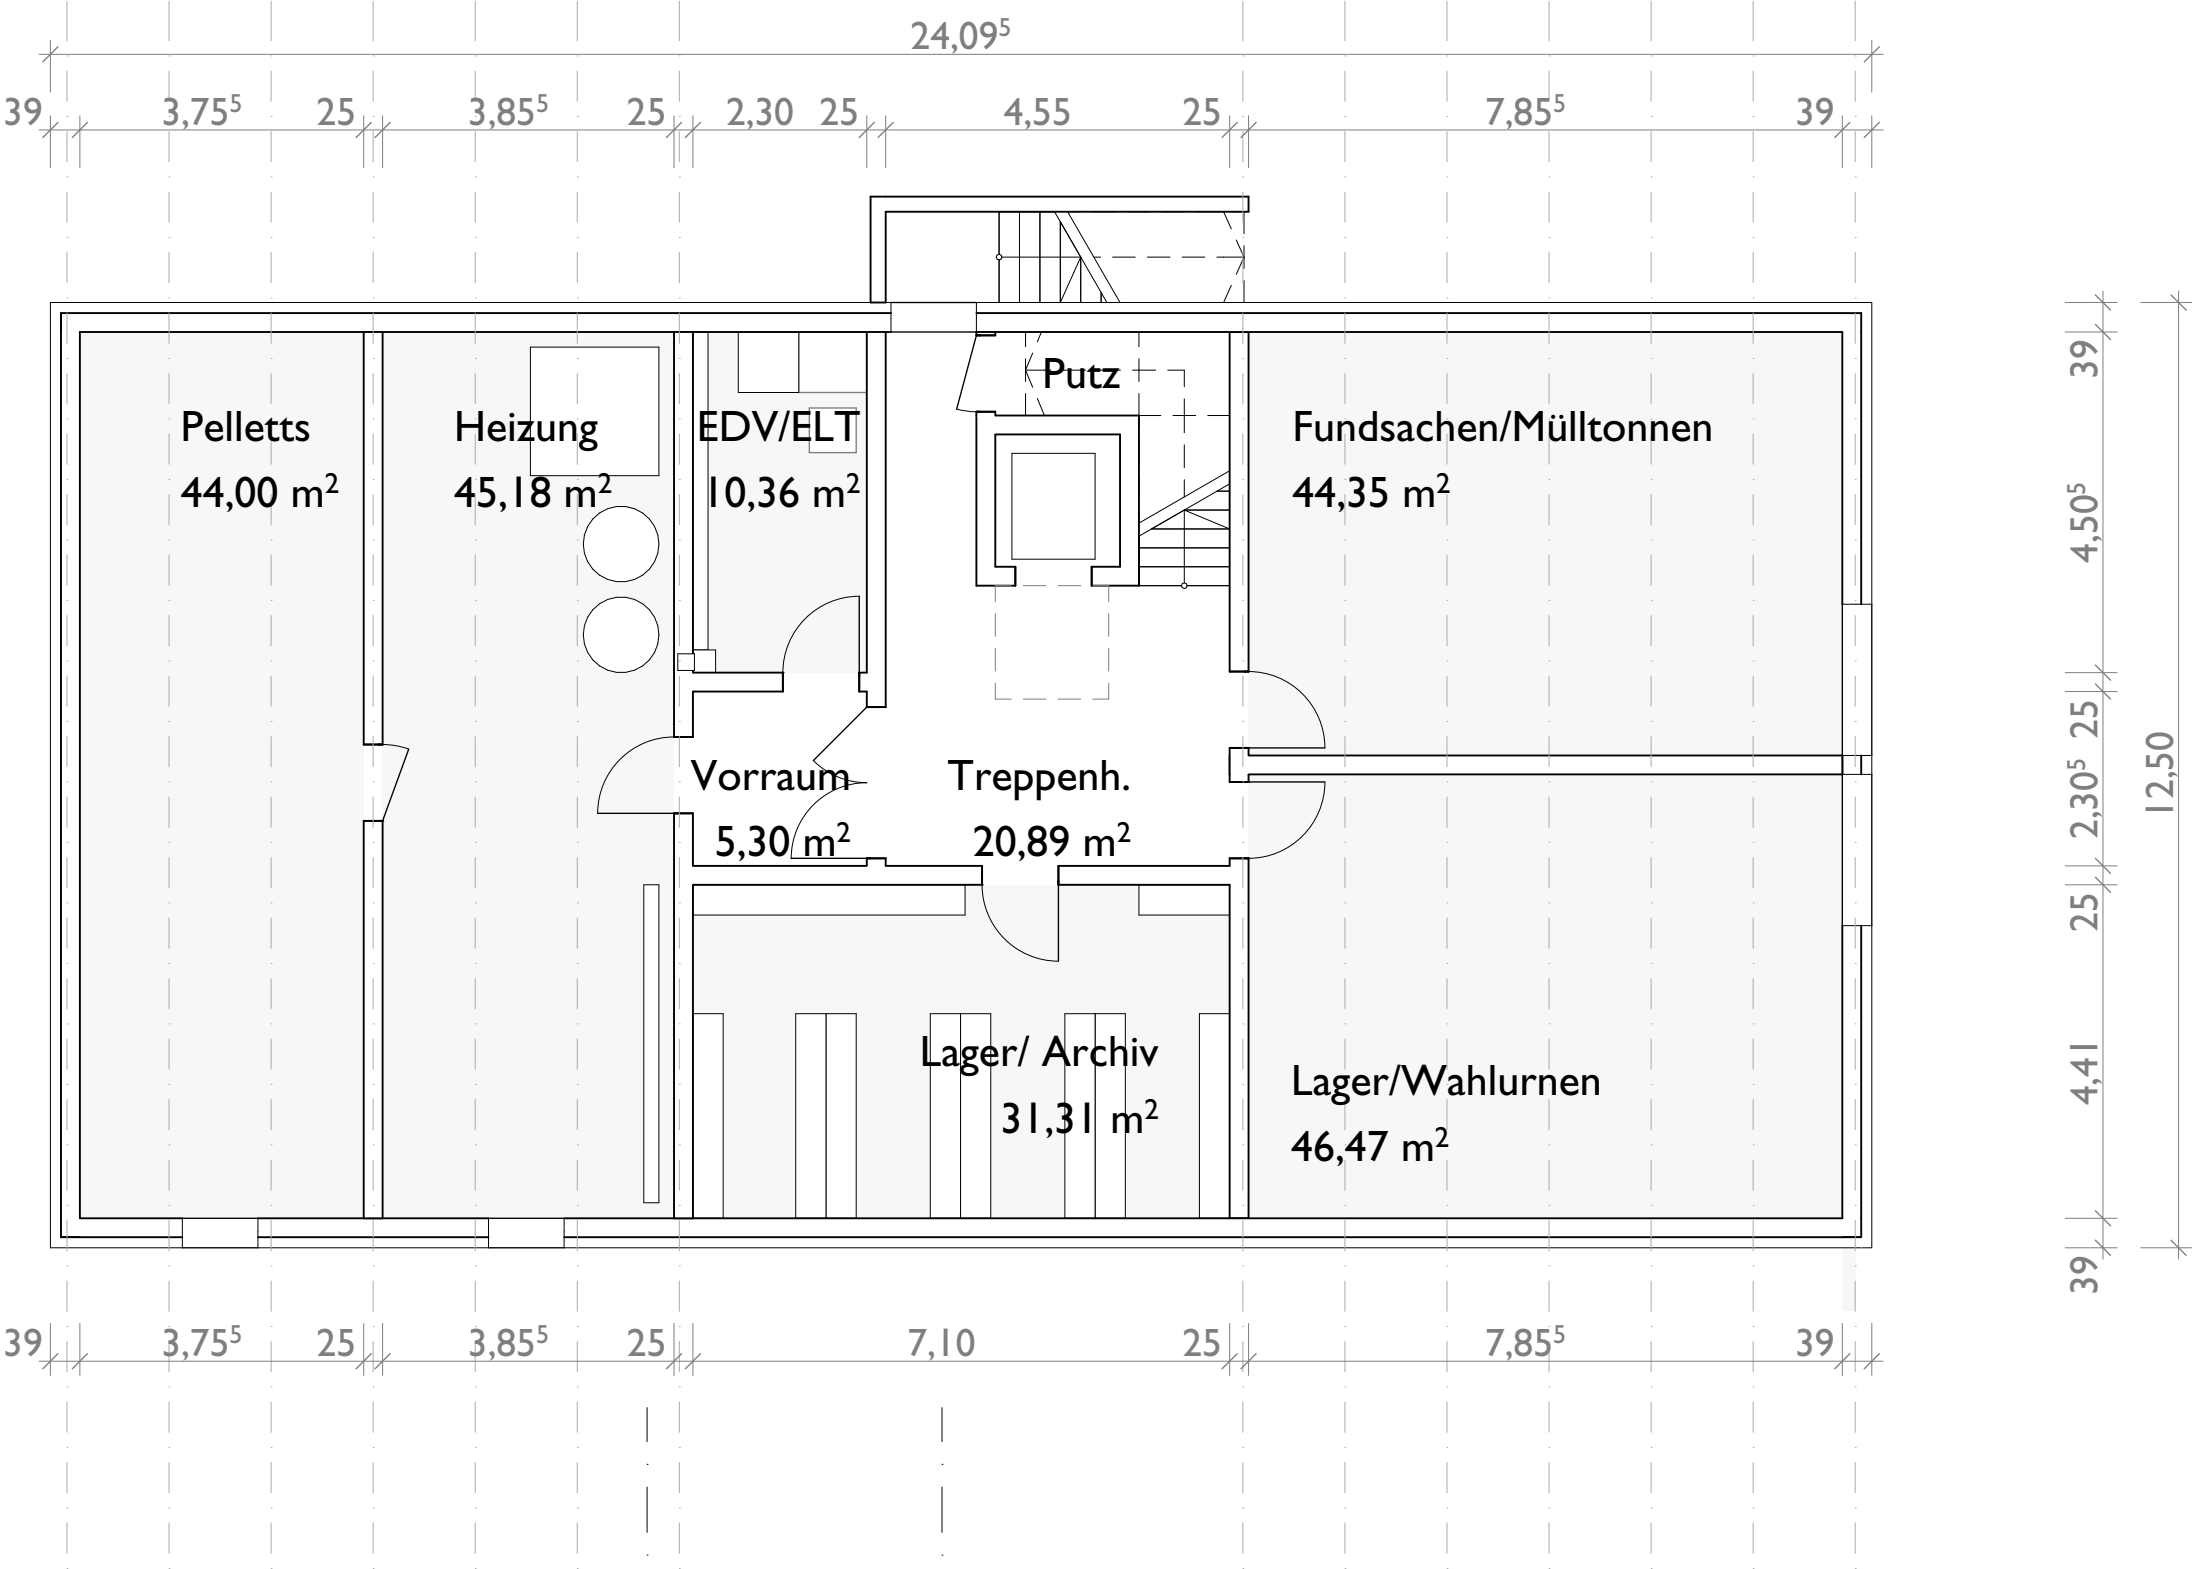 24,09⁵
39 3,75⁵ 25 3,85⁵ 25 2,30 25 4,55 25 7,85⁵ 39
Putz
Pelletts
44,00 m²
Heizung
45,18 m²
EDV/ELT
10,36 m²
Fundsachen/Mülltonnen
44,35 m²
Vorraum
5,30 m²
Treppenh.
20,89 m²
Lager/ Archiv
31,31 m²
Lager/Wahlurnen
46,47 m²
39
4,50⁵
25
2,30⁵
25
4,41
39
12,50
39 3,75⁵ 25 3,85⁵ 25 7,10 25 7,85⁵ 39